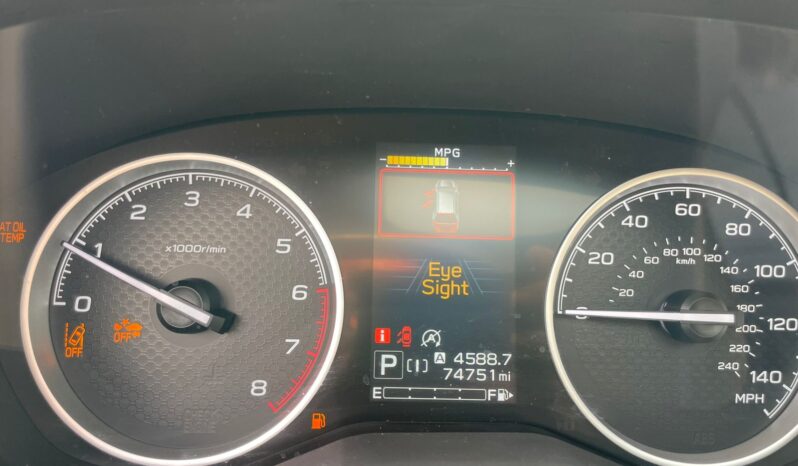 MPG
- +
AT OIL
TEMP
0 1 2 3 4 5 6 7 8
x1000r/min
OFF
OFF
Eye
Sight
i
A
P
A 4588.7
74751 mi
E F
0 20 40 60 80 100 120 140
20 40 60 80 100 120 140 160 180 200 220 240
km/h
MPH